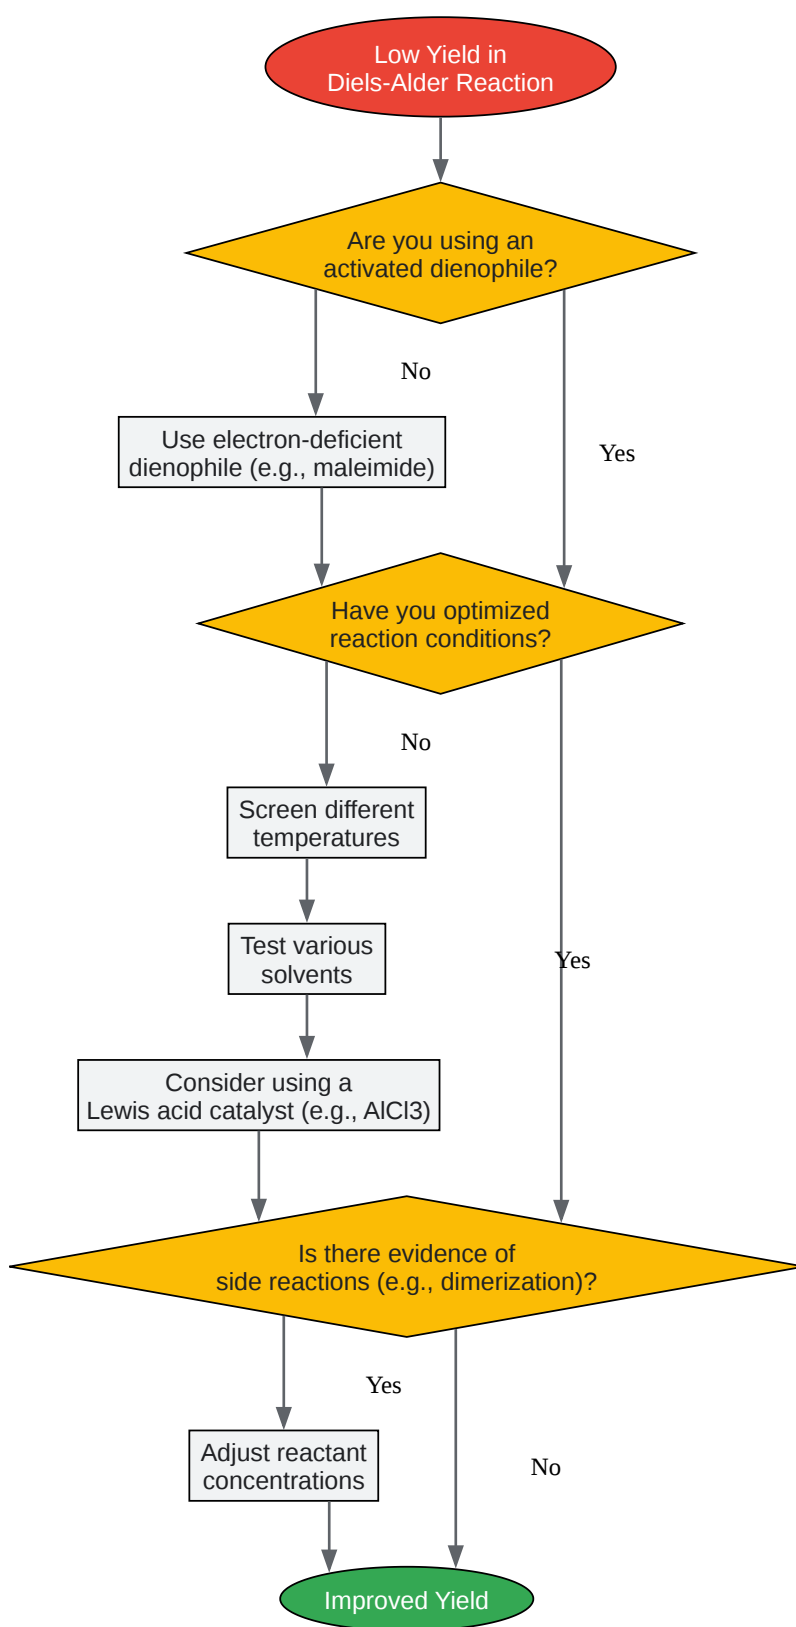 Low Yield in
Diels-Alder Reaction
Are you using an
activated dienophile?
No
Use electron-deficient
dienophile (e.g., maleimide)
Yes
Have you optimized
reaction conditions?
No
Screen different
temperatures
Test various
solvents
Yes
Consider using a
Lewis acid catalyst (e.g., AlCl3)
Is there evidence of
side reactions (e.g., dimerization)?
Yes
Adjust reactant
concentrations
No
Improved Yield